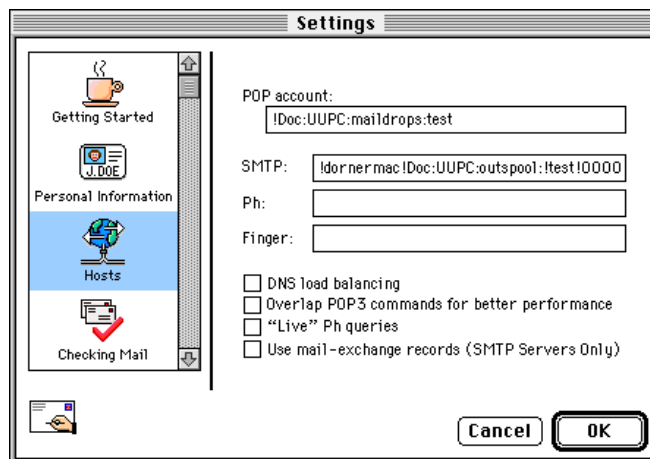 Settings
Getting Started
J.DOE
Personal Information
Hosts
Checking Mail
POP account:
!Doc:UUPC:maildrops:test
SMTP: !dornermac!Doc:UUPC:outspool:!test!0000
Ph:
Finger:
DNS load balancing
Overlap POP3 commands for better performance
“Live” Ph queries
Use mail-exchange records (SMTP Servers Only)
Cancel OK